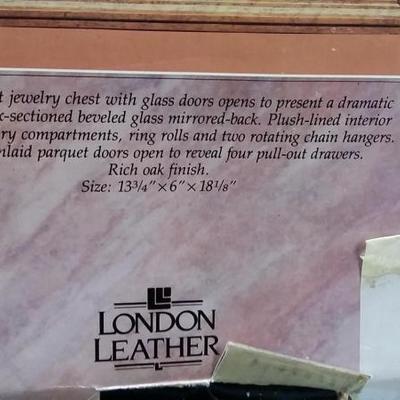 t jewelry chest with glass doors opens to present a dramatic
x-sectioned beveled glass mirrored-back. Plush-lined interior
ry compartments, ring rolls and two rotating chain hangers.
nlaid parquet doors open to reveal four pull-out drawers.
Rich oak finish.
Size: 13¾"×6"×18⅛"
LONDON
LEATHER